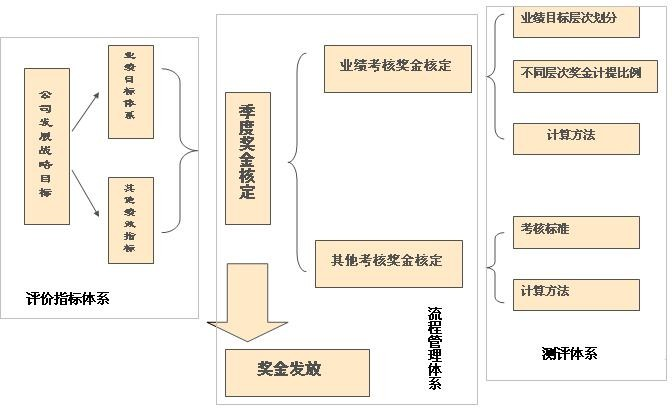 公司发展战略目标
业绩目标体系
其他绩效指标
评价指标体系
季度奖金核定
业绩考核奖金核定
其他考核奖金核定
奖金发放
流程管理体系
业绩目标层次划分
不同层次奖金计提比例
计算方法
考核标准
计算方法
测评体系